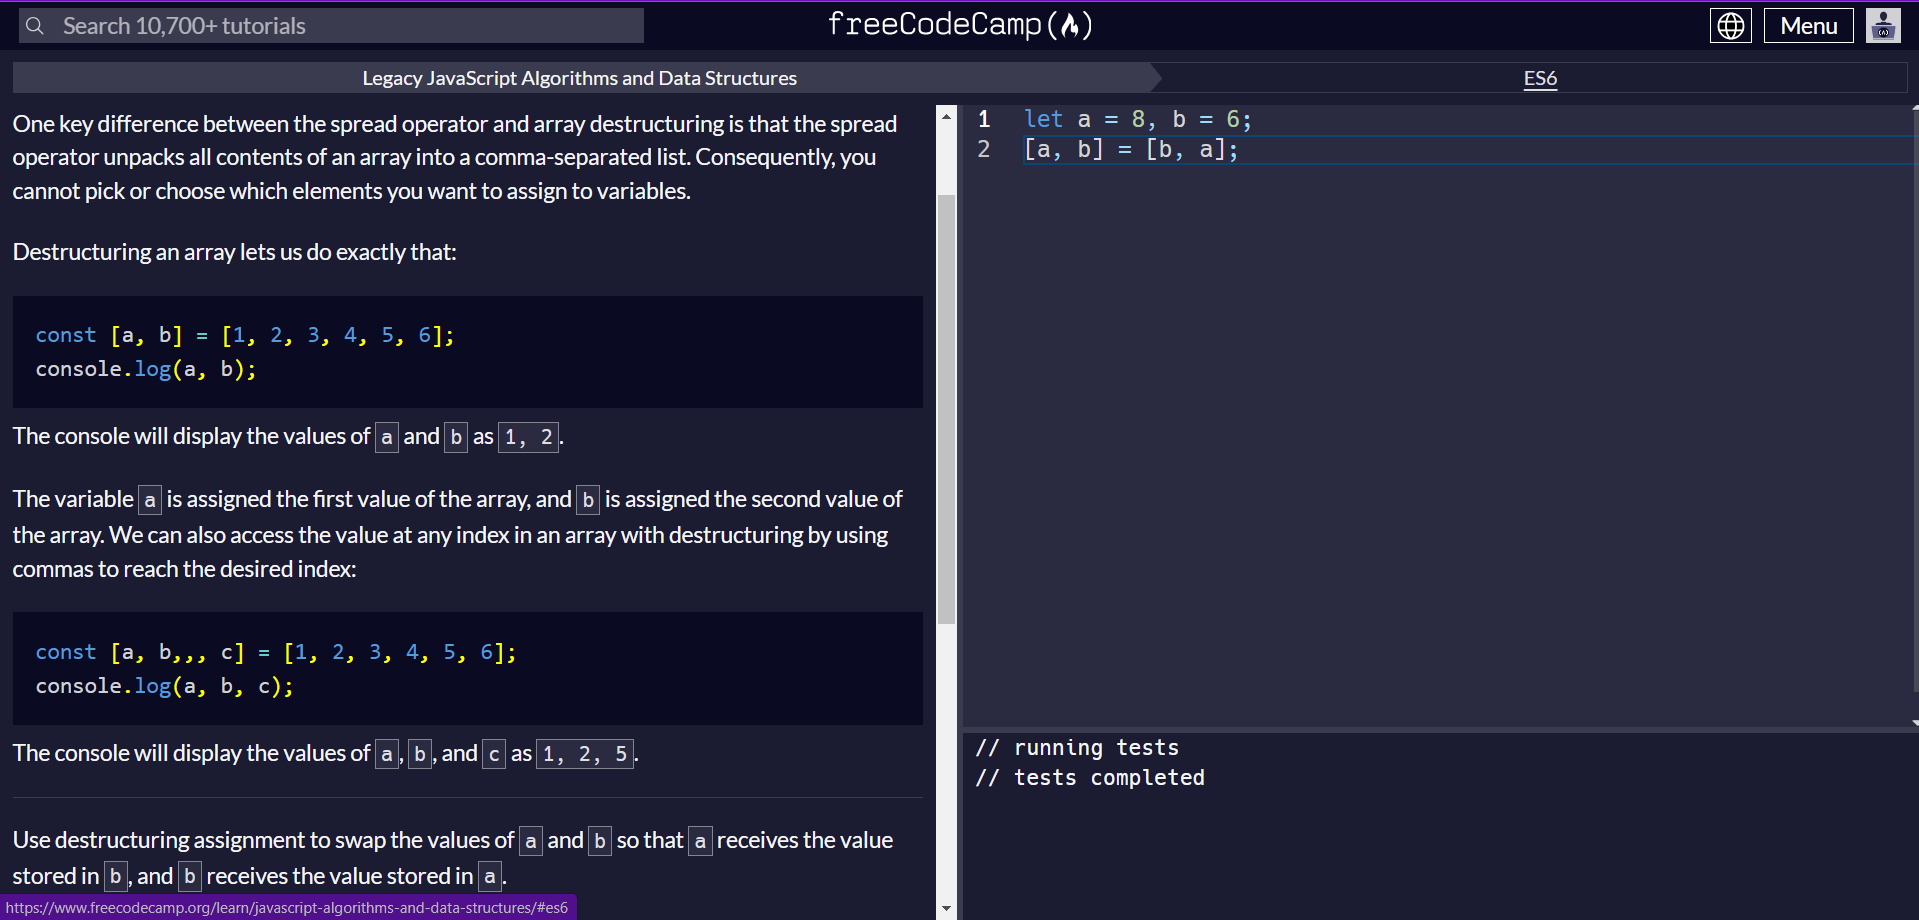 Search 10,700+ tutorials
freeCodeCamp
Menu
Legacy JavaScript Algorithms and Data Structures
ES6
One key difference between the spread operator and array destructuring is that the spread
operator unpacks all contents of an array into a comma-separated list. Consequently, you
cannot pick or choose which elements you want to assign to variables.
Destructuring an array lets us do exactly that:
const [a, b] = [1, 2, 3, 4, 5, 6];
console.log(a, b);
The console will display the values of a and b as 1, 2.
The variable a is assigned the first value of the array, and b is assigned the second value of
the array. We can also access the value at any index in an array with destructuring by using
commas to reach the desired index:
const [a, b,,, c] = [1, 2, 3, 4, 5, 6];
console.log(a, b, c);
The console will display the values of a, b, and c as 1, 2, 5.
Use destructuring assignment to swap the values of a and b so that a receives the value
stored in b, and b receives the value stored in a.
https://www.freecodecamp.org/learn/javascript-algorithms-and-data-structures/#es6
1 let a = 8, b = 6;
2 [a, b] = [b, a];
// running tests
// tests completed